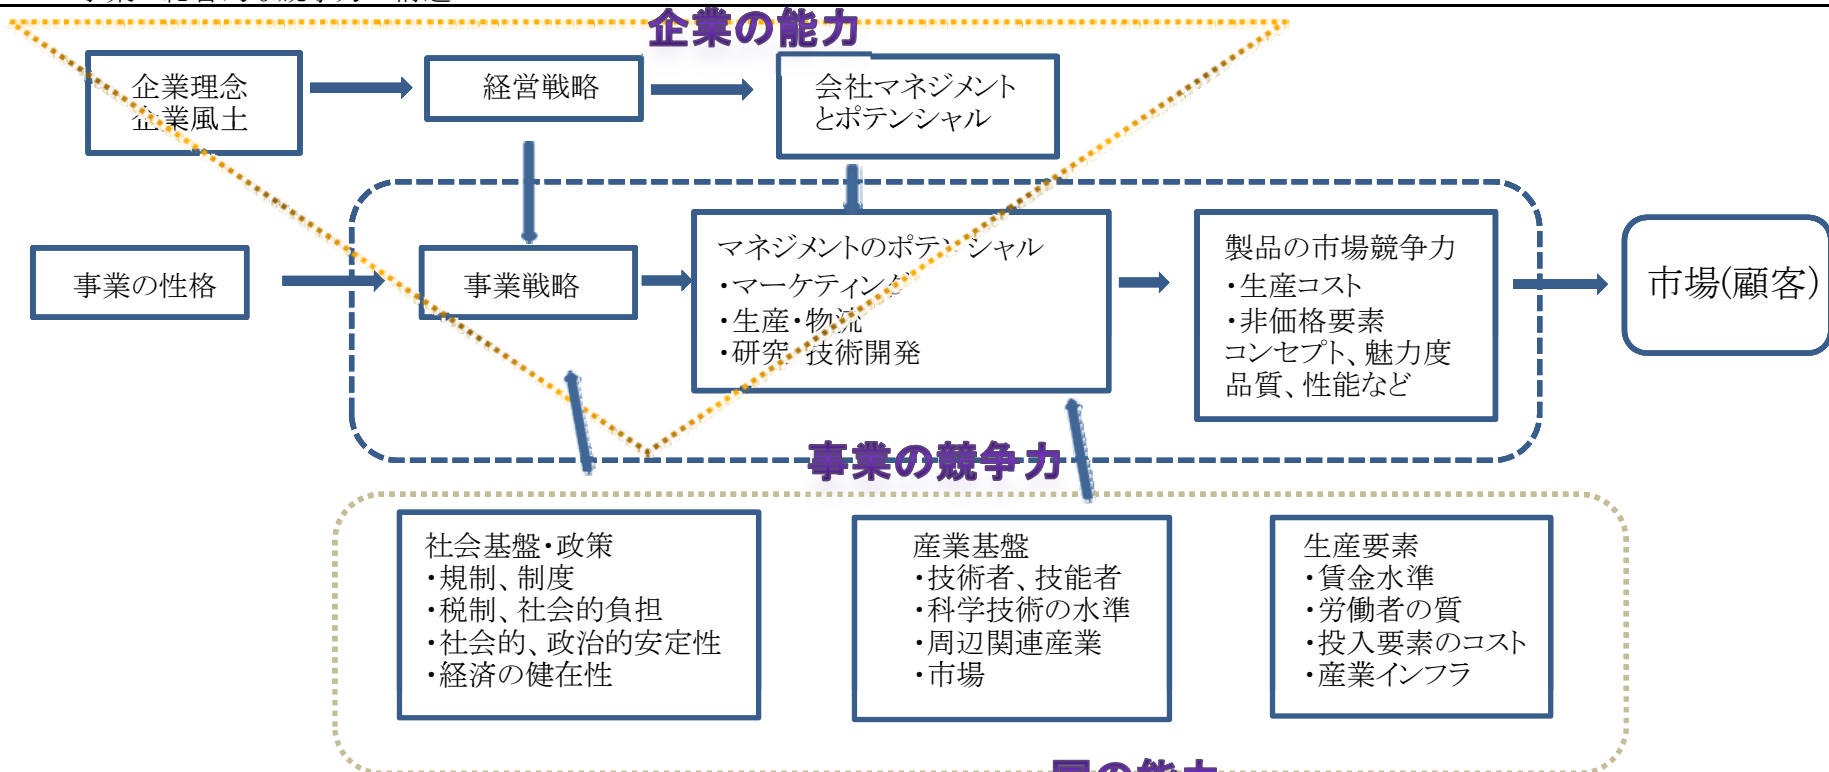 企業の能力
企業理念
企業風土
経営戦略
会社マネジメント
とポテンシャル
事業の性格
事業戦略
マネジメントのポテンシャル
・マーケティング
・生産・物流
・研究・技術開発
製品の市場競争力
・生産コスト
・非価格要素
コンセプト、魅力度
品質、性能など
市場(顧客)
事業の競争力
社会基盤・政策
・規制、制度
・税制、社会的負担
・社会的、政治的安定性
・経済の健在性
産業基盤
・技術者、技能者
・科学技術の水準
・周辺関連産業
・市場
生産要素
・賃金水準
・労働者の質
・投入要素のコスト
・産業インフラ
国の能力